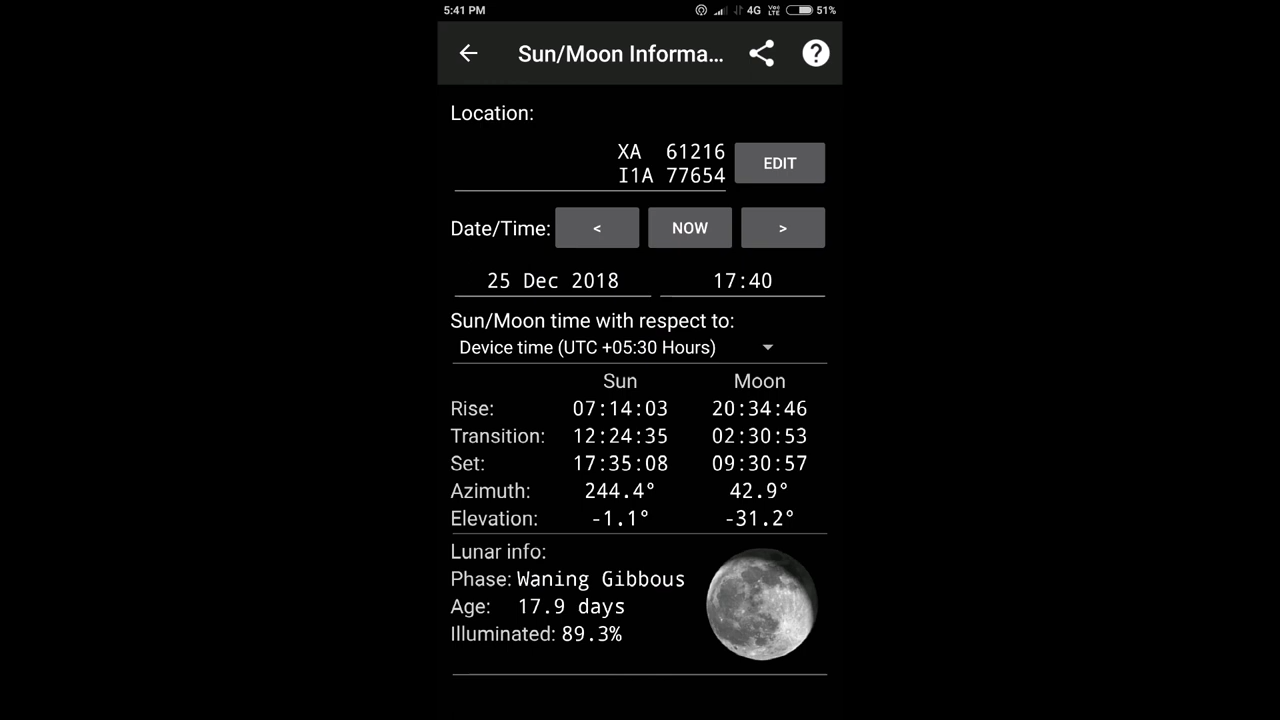 5:41 PM 4G VoLTE 51%
Sun/Moon Informa...
Location:
XA 61216
I1A 77654
EDIT
Date/Time: < NOW >
25 Dec 2018 17:40
Sun/Moon time with respect to:
Device time (UTC +05:30 Hours)
Sun Moon
Rise: 07:14:03 20:34:46
Transition: 12:24:35 02:30:53
Set: 17:35:08 09:30:57
Azimuth: 244.4° 42.9°
Elevation: -1.1° -31.2°
Lunar info:
Phase: Waning Gibbous
Age: 17.9 days
Illuminated: 89.3%